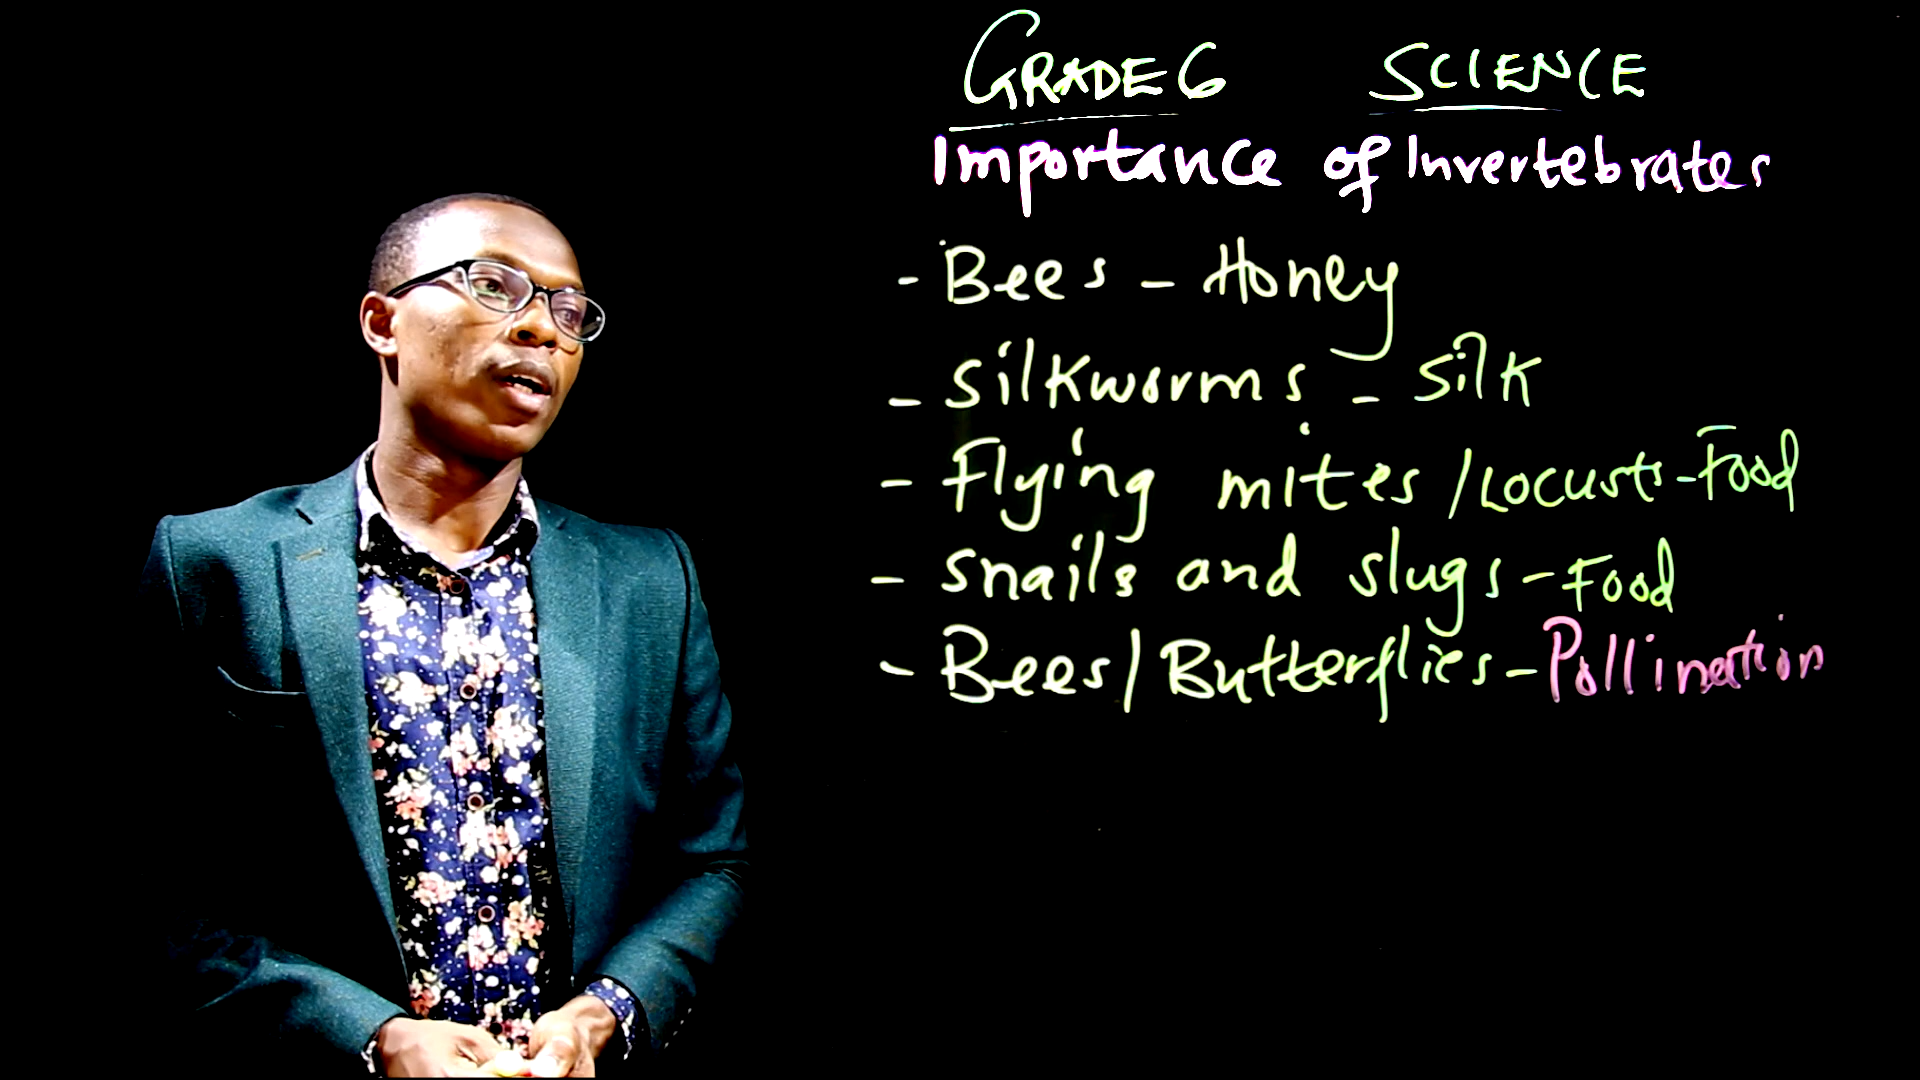 GRADE 6 SCIENCE
Importance of Invertebrates
- Bees - Honey
- Silkworms - Silk
- Flying mites / Locusts - Food
- Snails and slugs - Food
- Bees / Butterflies - Pollination